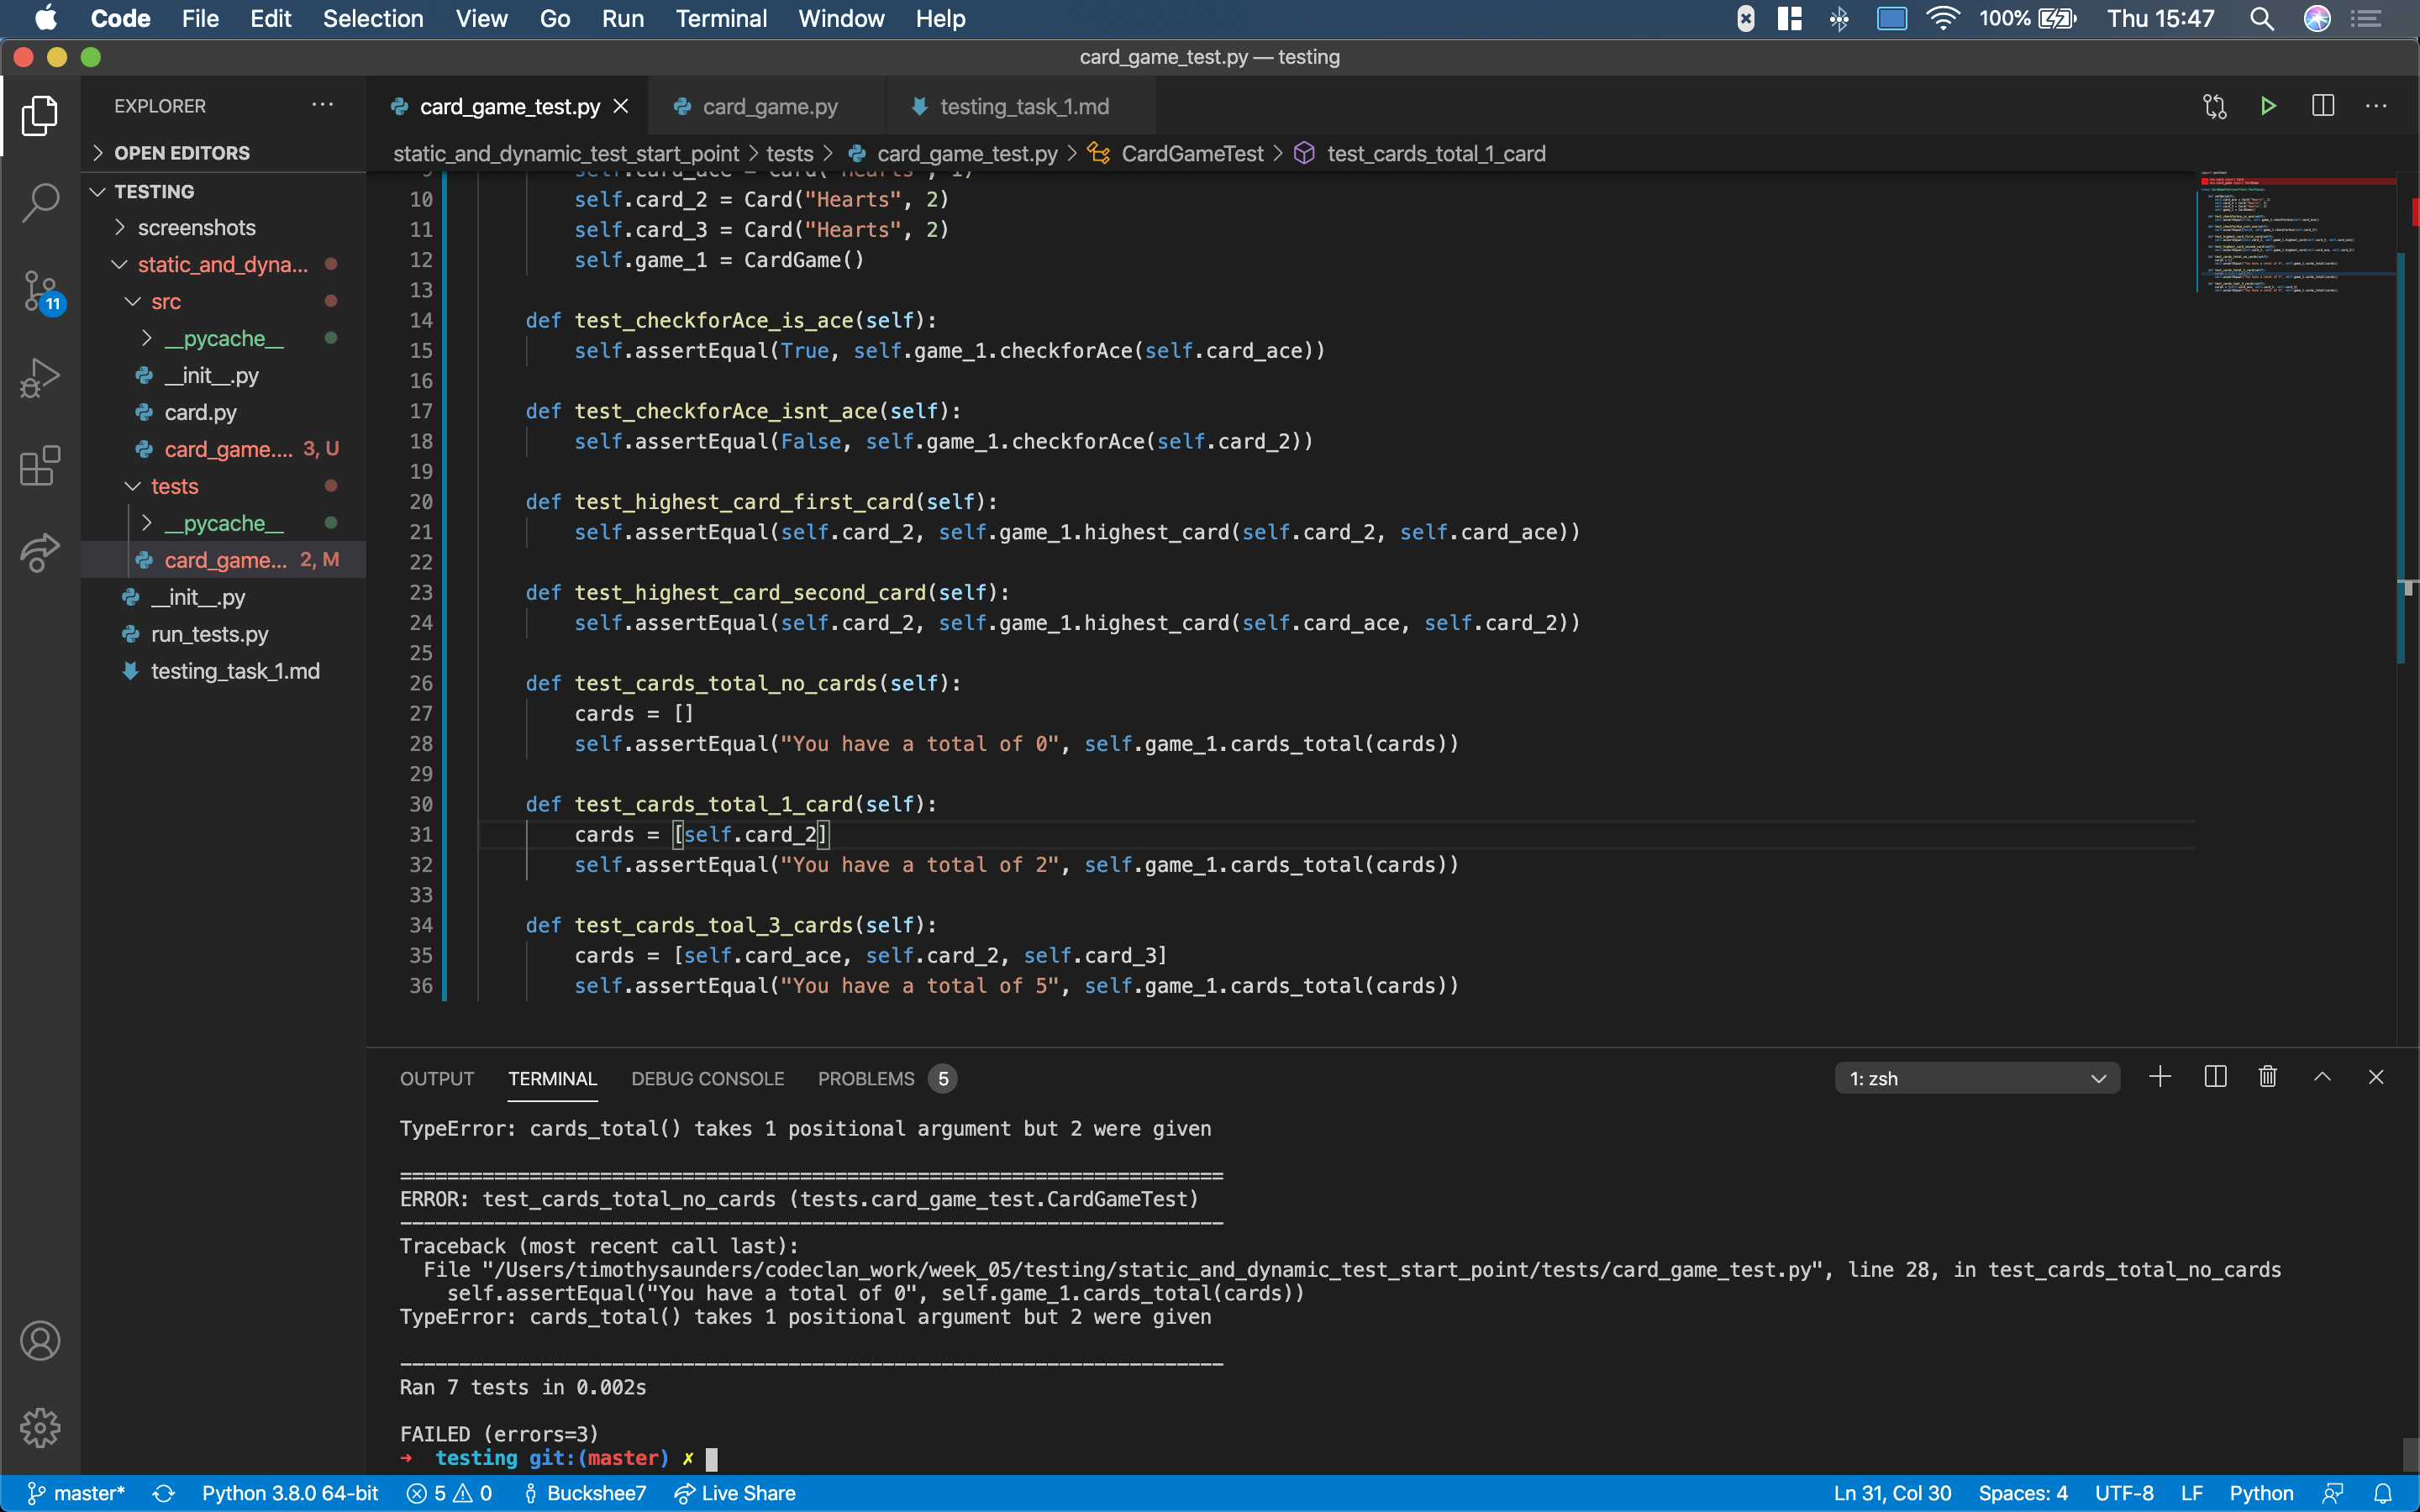 Code File Edit Selection View Go Run Terminal Window Help 100% Thu 15:47
card_game_test.py — testing
EXPLORER
card_game_test.py card_game.py testing_task_1.md
OPEN EDITORS
static_and_dynamic_test_start_point > tests > card_game_test.py > CardGameTest > test_cards_total_1_card
TESTING
screenshots
static_and_dyna...
src
__pycache__
__init__.py
card.py
card_game.... 3, U
tests
__pycache__
card_game... 2, M
__init__.py
run_tests.py
testing_task_1.md
11
9 self.card_ace = Card("Hearts", 1)
10 self.card_2 = Card("Hearts", 2)
11 self.card_3 = Card("Hearts", 2)
12 self.game_1 = CardGame()
13
14 def test_checkforAce_is_ace(self):
15 self.assertEqual(True, self.game_1.checkforAce(self.card_ace))
16
17 def test_checkforAce_isnt_ace(self):
18 self.assertEqual(False, self.game_1.checkforAce(self.card_2))
19
20 def test_highest_card_first_card(self):
21 self.assertEqual(self.card_2, self.game_1.highest_card(self.card_2, self.card_ace))
22
23 def test_highest_card_second_card(self):
24 self.assertEqual(self.card_2, self.game_1.highest_card(self.card_ace, self.card_2))
25
26 def test_cards_total_no_cards(self):
27 cards = []
28 self.assertEqual("You have a total of 0", self.game_1.cards_total(cards))
29
30 def test_cards_total_1_card(self):
31 cards = [self.card_2]
32 self.assertEqual("You have a total of 2", self.game_1.cards_total(cards))
33
34 def test_cards_toal_3_cards(self):
35 cards = [self.card_ace, self.card_2, self.card_3]
36 self.assertEqual("You have a total of 5", self.game_1.cards_total(cards))
OUTPUT TERMINAL DEBUG CONSOLE PROBLEMS 5 1: zsh
TypeError: cards_total() takes 1 positional argument but 2 were given
======================================================================
ERROR: test_cards_total_no_cards (tests.card_game_test.CardGameTest)
----------------------------------------------------------------------
Traceback (most recent call last):
File "/Users/timothysaunders/codeclan_work/week_05/testing/static_and_dynamic_test_start_point/tests/card_game_test.py", line 28, in test_cards_total_no_cards
self.assertEqual("You have a total of 0", self.game_1.cards_total(cards))
TypeError: cards_total() takes 1 positional argument but 2 were given
----------------------------------------------------------------------
Ran 7 tests in 0.002s
FAILED (errors=3)
→ testing git:(master) ✗
master* Python 3.8.0 64-bit 5 0 Buckshee7 Live Share Ln 31, Col 30 Spaces: 4 UTF-8 LF Python